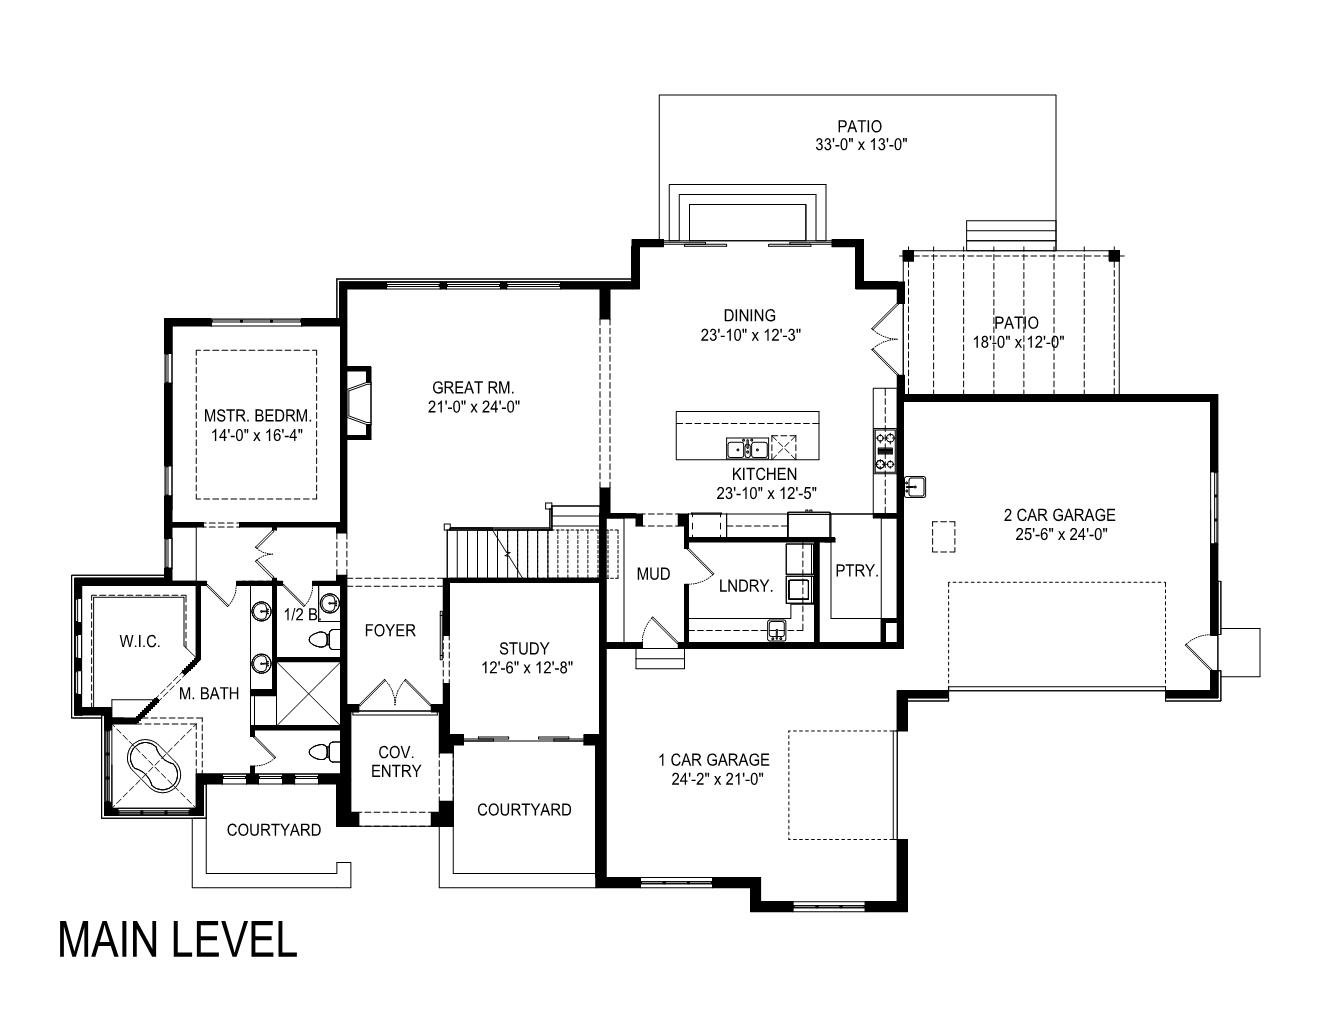 PATIO
33'-0" x 13'-0"
DINING
23'-10" x 12'-3"
PATIO
18'-0" x 12'-0"
GREAT RM.
21'-0" x 24'-0"
MSTR. BEDRM.
14'-0" x 16'-4"
KITCHEN
23'-10" x 12'-5"
2 CAR GARAGE
25'-6" x 24'-0"
MUD
LNDRY.
PTRY.
1/2 B.
FOYER
W.I.C.
STUDY
12'-6" x 12'-8"
M. BATH
COV.
ENTRY
1 CAR GARAGE
24'-2" x 21'-0"
COURTYARD
COURTYARD
MAIN LEVEL